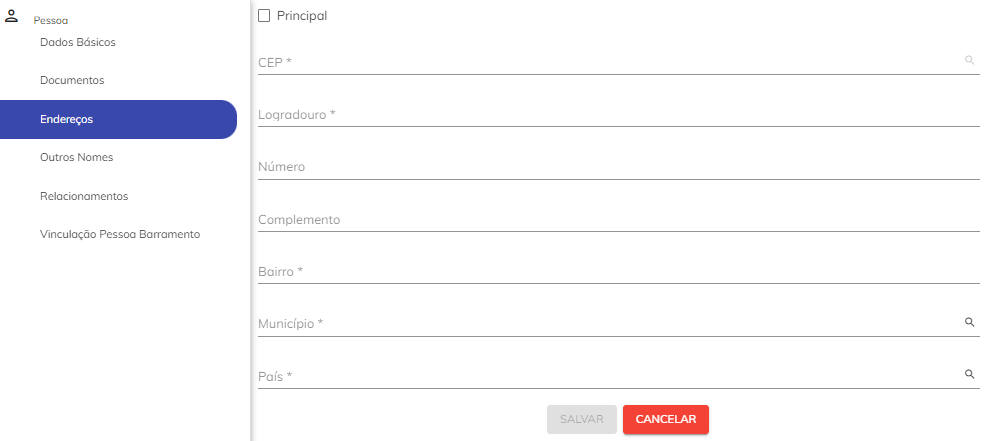 Pessoa
Dados Básicos
Documentos
Endereços
Outros Nomes
Relacionamentos
Vinculação Pessoa Barramento
Principal
CEP *
Logradouro *
Número
Complemento
Bairro *
Município *
País *
SALVAR
CANCELAR